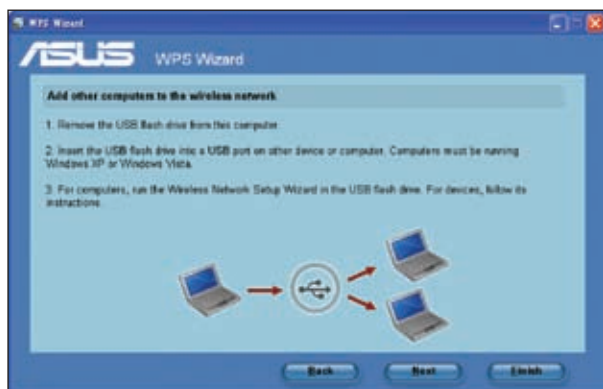 WPS Wizard
ASUS WPS Wizard
Add other computers to the wireless network
1. Remove the USB flash drive from this computer
2. Insert the USB flash drive into a USB port on other device or computer. Computers must be running
Windows XP or Windows Vista.
3. For computers, run the Wireless Network Setup Wizard in the USB flash drive. For devices, follow its
instructions.
Back Next Finish